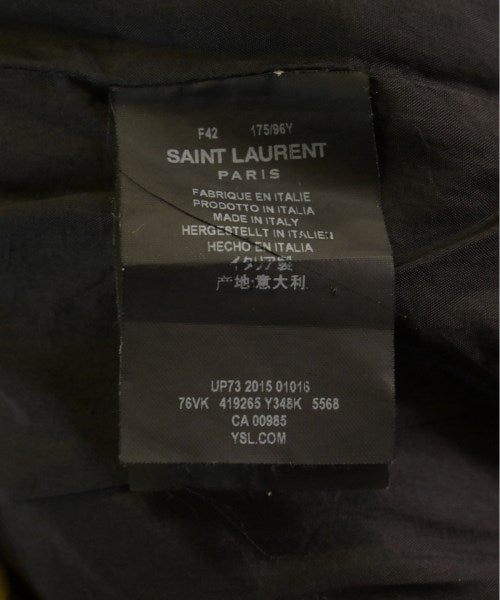 F42 175/96Y
SAINT LAURENT
PARIS
FABRIQUE EN ITALIE
PRODOTTO IN ITALIA
MADE IN ITALY
HERGESTELLT IN ITALIEN
HECHO EN ITALIA
イタリア製
产地:意大利
UP73 2015 01016
76VK 419265 Y348K 5568
CA 00985
YSL.COM